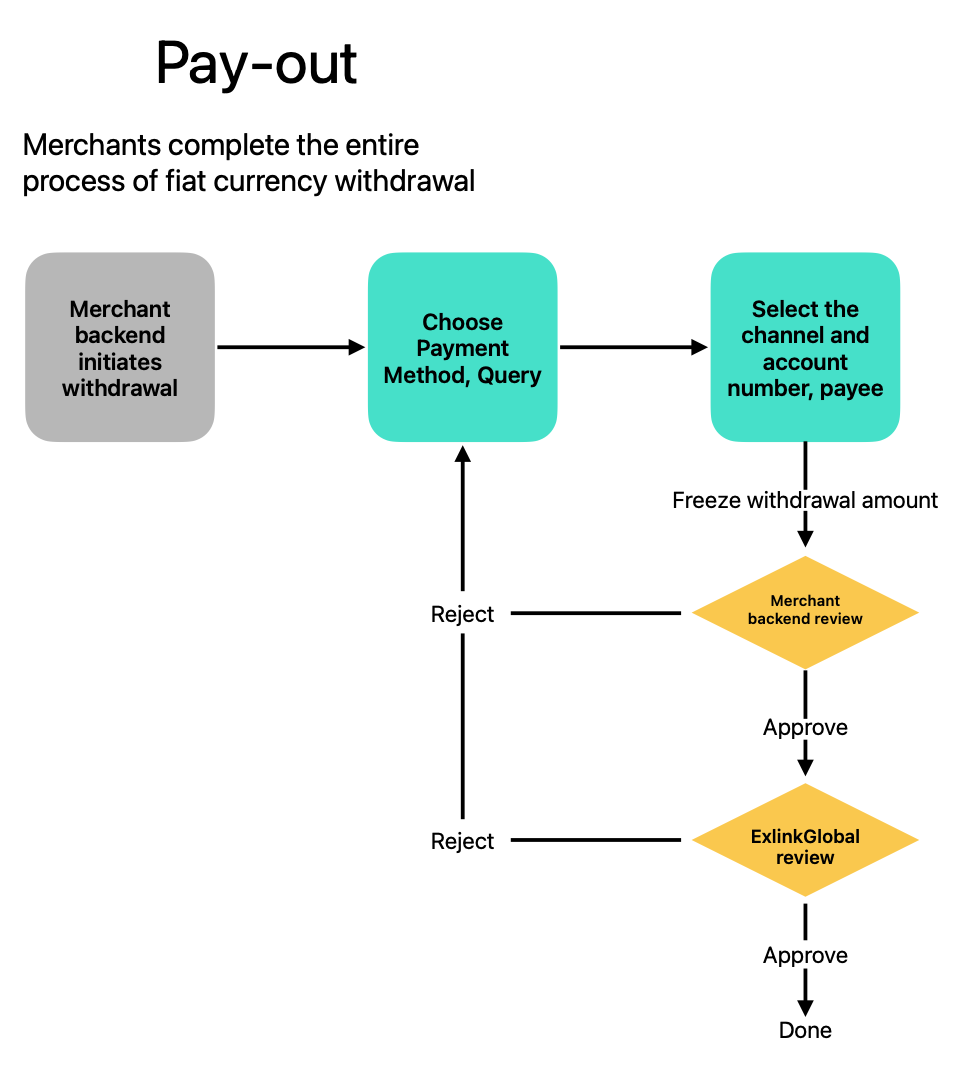 Pay-out
Merchants complete the entire
process of fiat currency withdrawal
Merchant
backend
initiates
withdrawal
Choose
Payment
Method, Query
Select the
channel and
account
number, payee
Freeze withdrawal amount
Merchant
backend review
Reject
Approve
ExlinkGlobal
review
Reject
Approve
Done